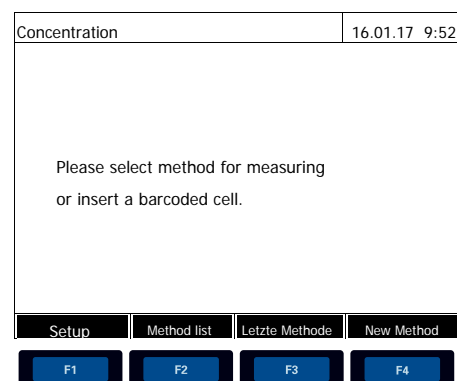 Concentration 16.01.17 9:52
Please select method for measuring
or insert a barcoded cell.
Setup Method list Letzte Methode New Method
F1 F2 F3 F4